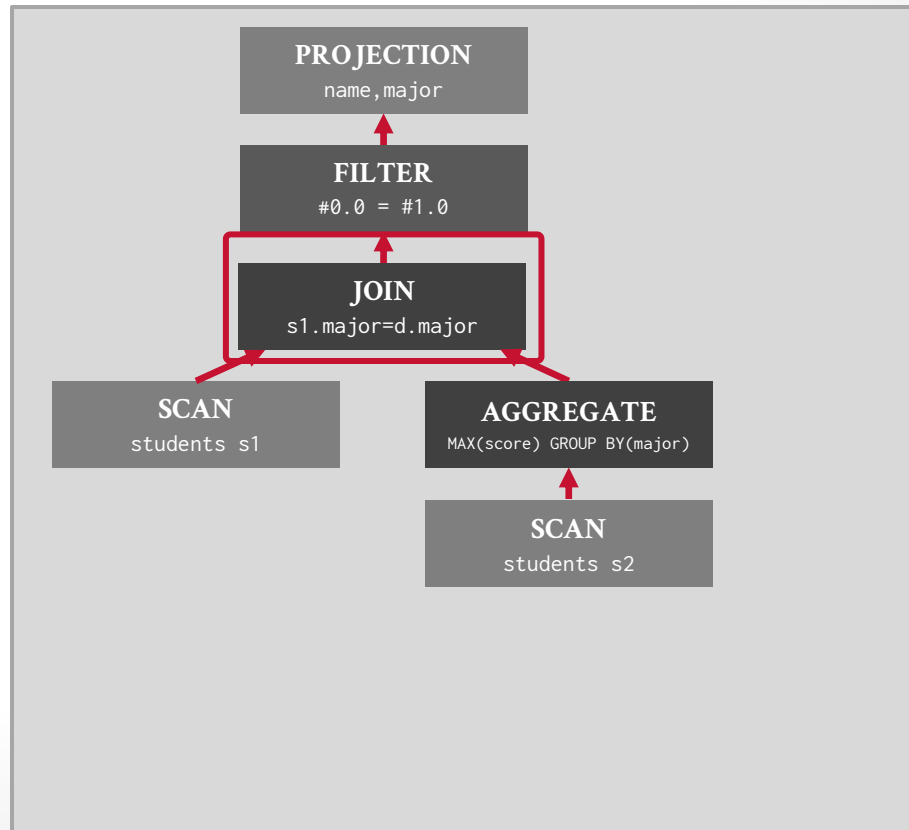 PROJECTION
name,major
FILTER
#0.0 = #1.0
JOIN
s1.major=d.major
SCAN
students s1
AGGREGATE
MAX(score) GROUP BY(major)
SCAN
students s2